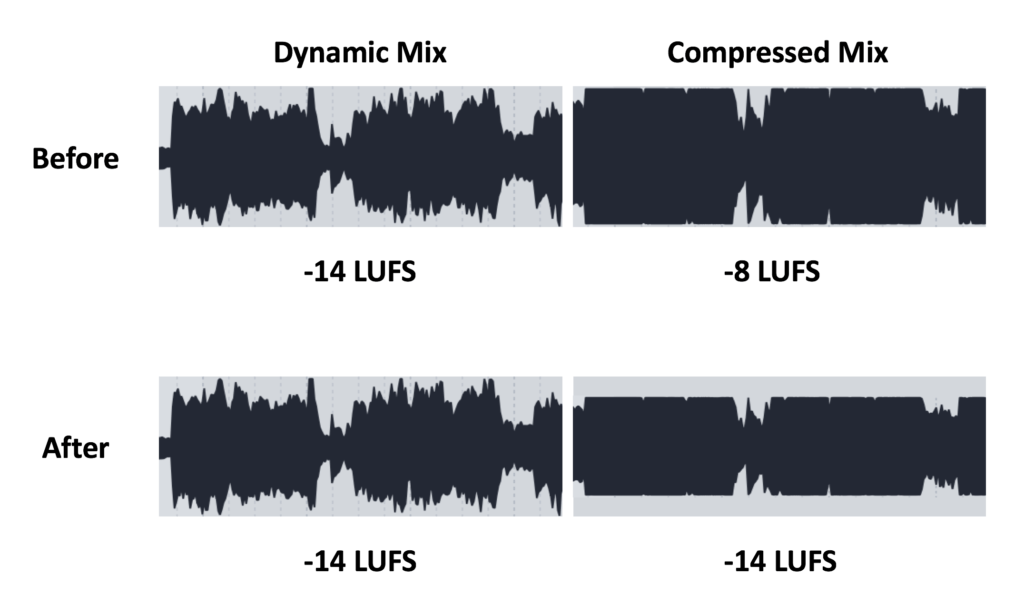 Dynamic Mix
Compressed Mix
Before
-14 LUFS
-8 LUFS
After
-14 LUFS
-14 LUFS